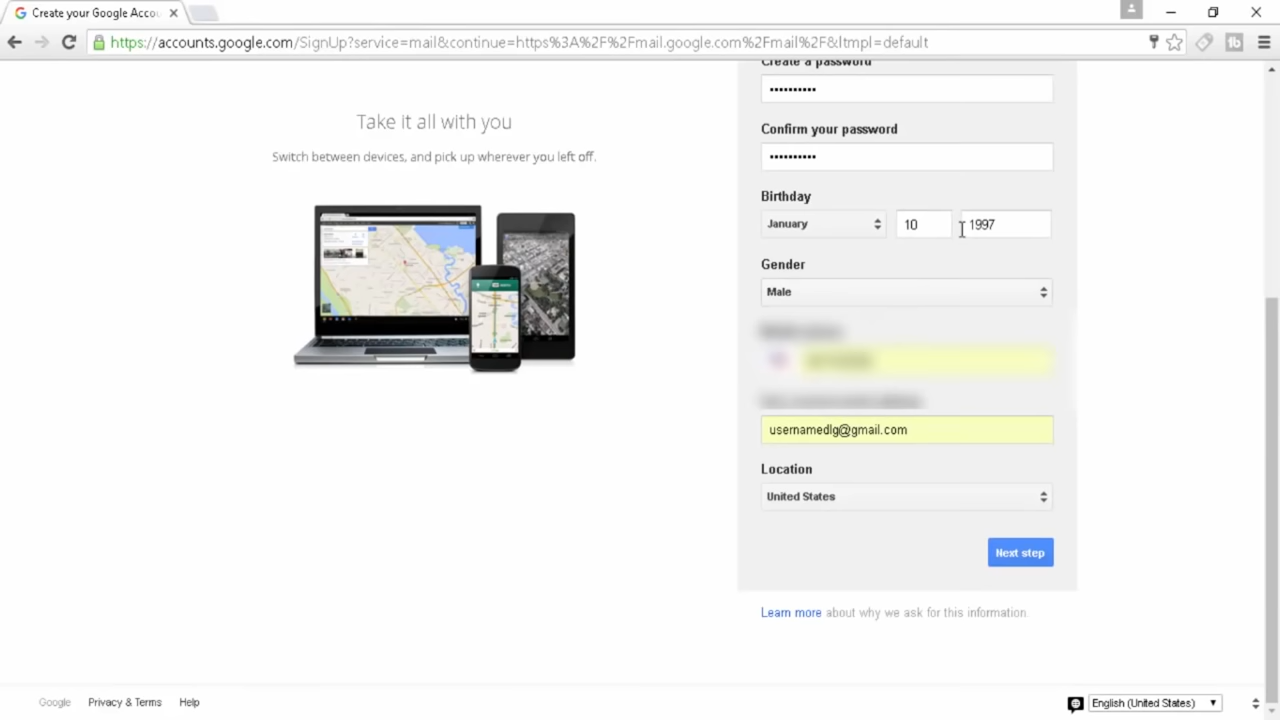 Create your Google Acco
https://accounts.google.com/SignUp?service=mail&continue=https%3A%2F%2Fmail.google.com%2Fmail%2F&ltmpl=default
Take it all with you
Switch between devices, and pick up wherever you left off.
Create a password
••••••••••
Confirm your password
••••••••••
Birthday
January 10 1997
Gender
Male
usernamedlg@gmail.com
Location
United States
Next step
Learn more about why we ask for this information.
Google Privacy & Terms Help
English (United States)